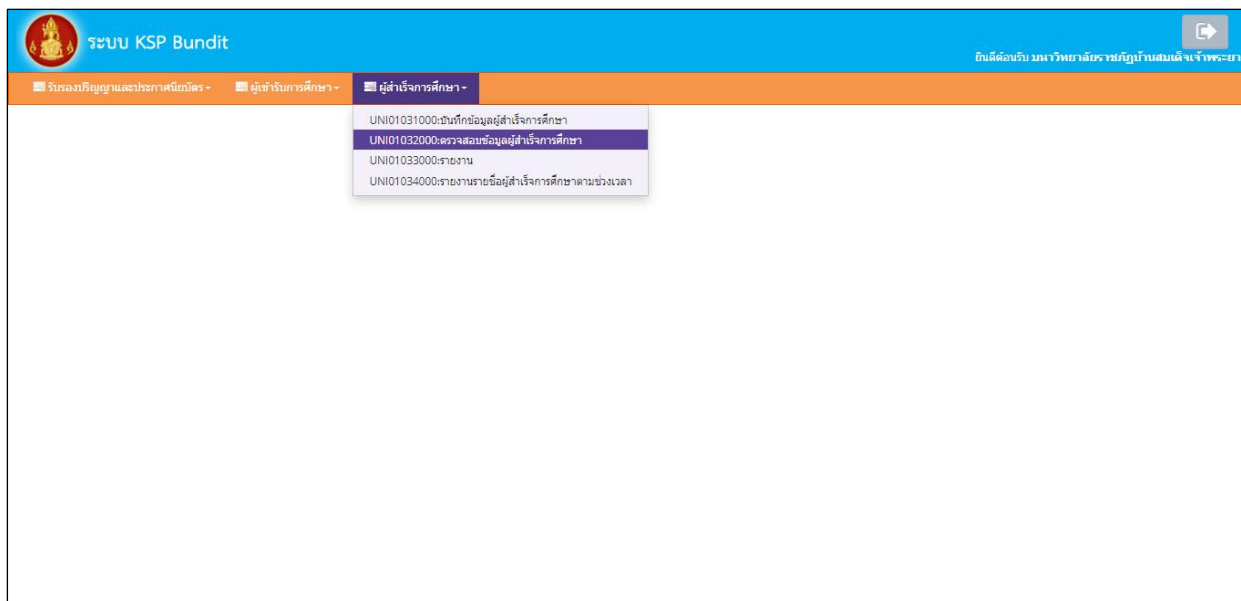 ระบบ KSP Bundit
ยินดีต้อนรับ มหาวิทยาลัยราชภัฏบ้านสมเด็จเจ้าพระยา
รับรองปริญญาและประกาศนียบัตร ผู้เข้ารับการศึกษา ผู้สำเร็จการศึกษา
UNI01031000:บันทึกข้อมูลผู้สำเร็จการศึกษา
UNI01032000:ตรวจสอบข้อมูลผู้สำเร็จการศึกษา
UNI01033000:รายงาน
UNI01034000:รายงานรายชื่อผู้สำเร็จการศึกษาตามช่วงเวลา